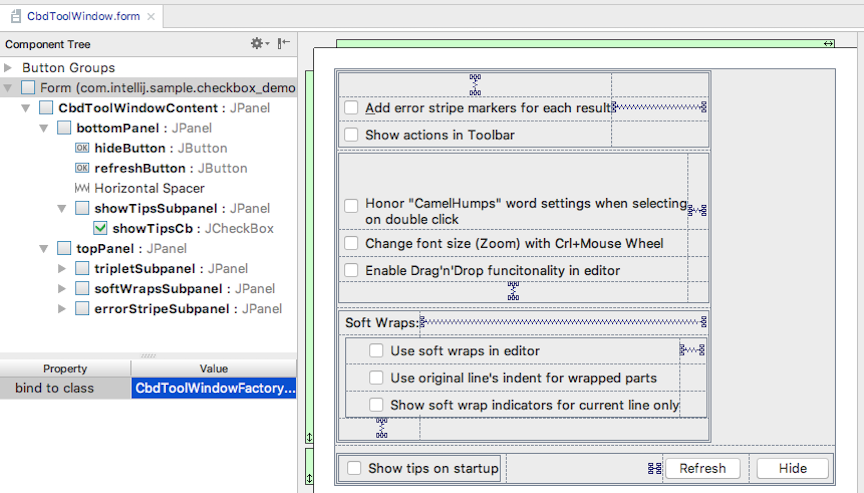 CbdToolWindow.form
Component Tree
Button Groups
Form (com.intellij.sample.checkbox_demo
CbdToolWindowContent : JPanel
bottomPanel : JPanel
hideButton : JButton
refreshButton : JButton
Horizontal Spacer
showTipsSubpanel : JPanel
showTipsCb : JCheckBox
topPanel : JPanel
tripletSubpanel : JPanel
softWrapsSubpanel : JPanel
errorStripeSubpanel : JPanel
Property Value
bind to class CbdToolWindowFactory...
Add error stripe markers for each result
Show actions in Toolbar
Honor "CamelHumps" word settings when selecting
on double click
Change font size (Zoom) with Crl+Mouse Wheel
Enable Drag'n'Drop funcitonality in editor
Soft Wraps:
Use soft wraps in editor
Use original line's indent for wrapped parts
Show soft wrap indicators for current line only
Show tips on startup
Refresh
Hide